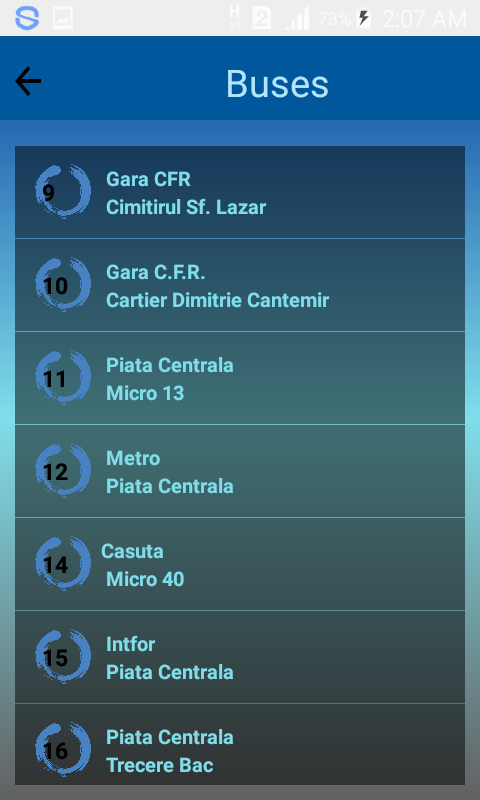 H
2
73%
2:07 AM
Buses
9
Gara CFR
Cimitirul Sf. Lazar
10
Gara C.F.R.
Cartier Dimitrie Cantemir
11
Piata Centrala
Micro 13
12
Metro
Piata Centrala
14
Casuta
Micro 40
15
Intfor
Piata Centrala
16
Piata Centrala
Trecere Bac